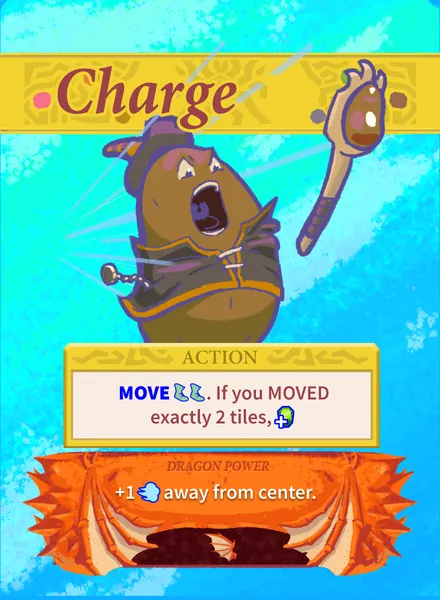 Charge
ACTION
MOVE. If you MOVED
exactly 2 tiles,
DRAGON POWER
+1 away from center.